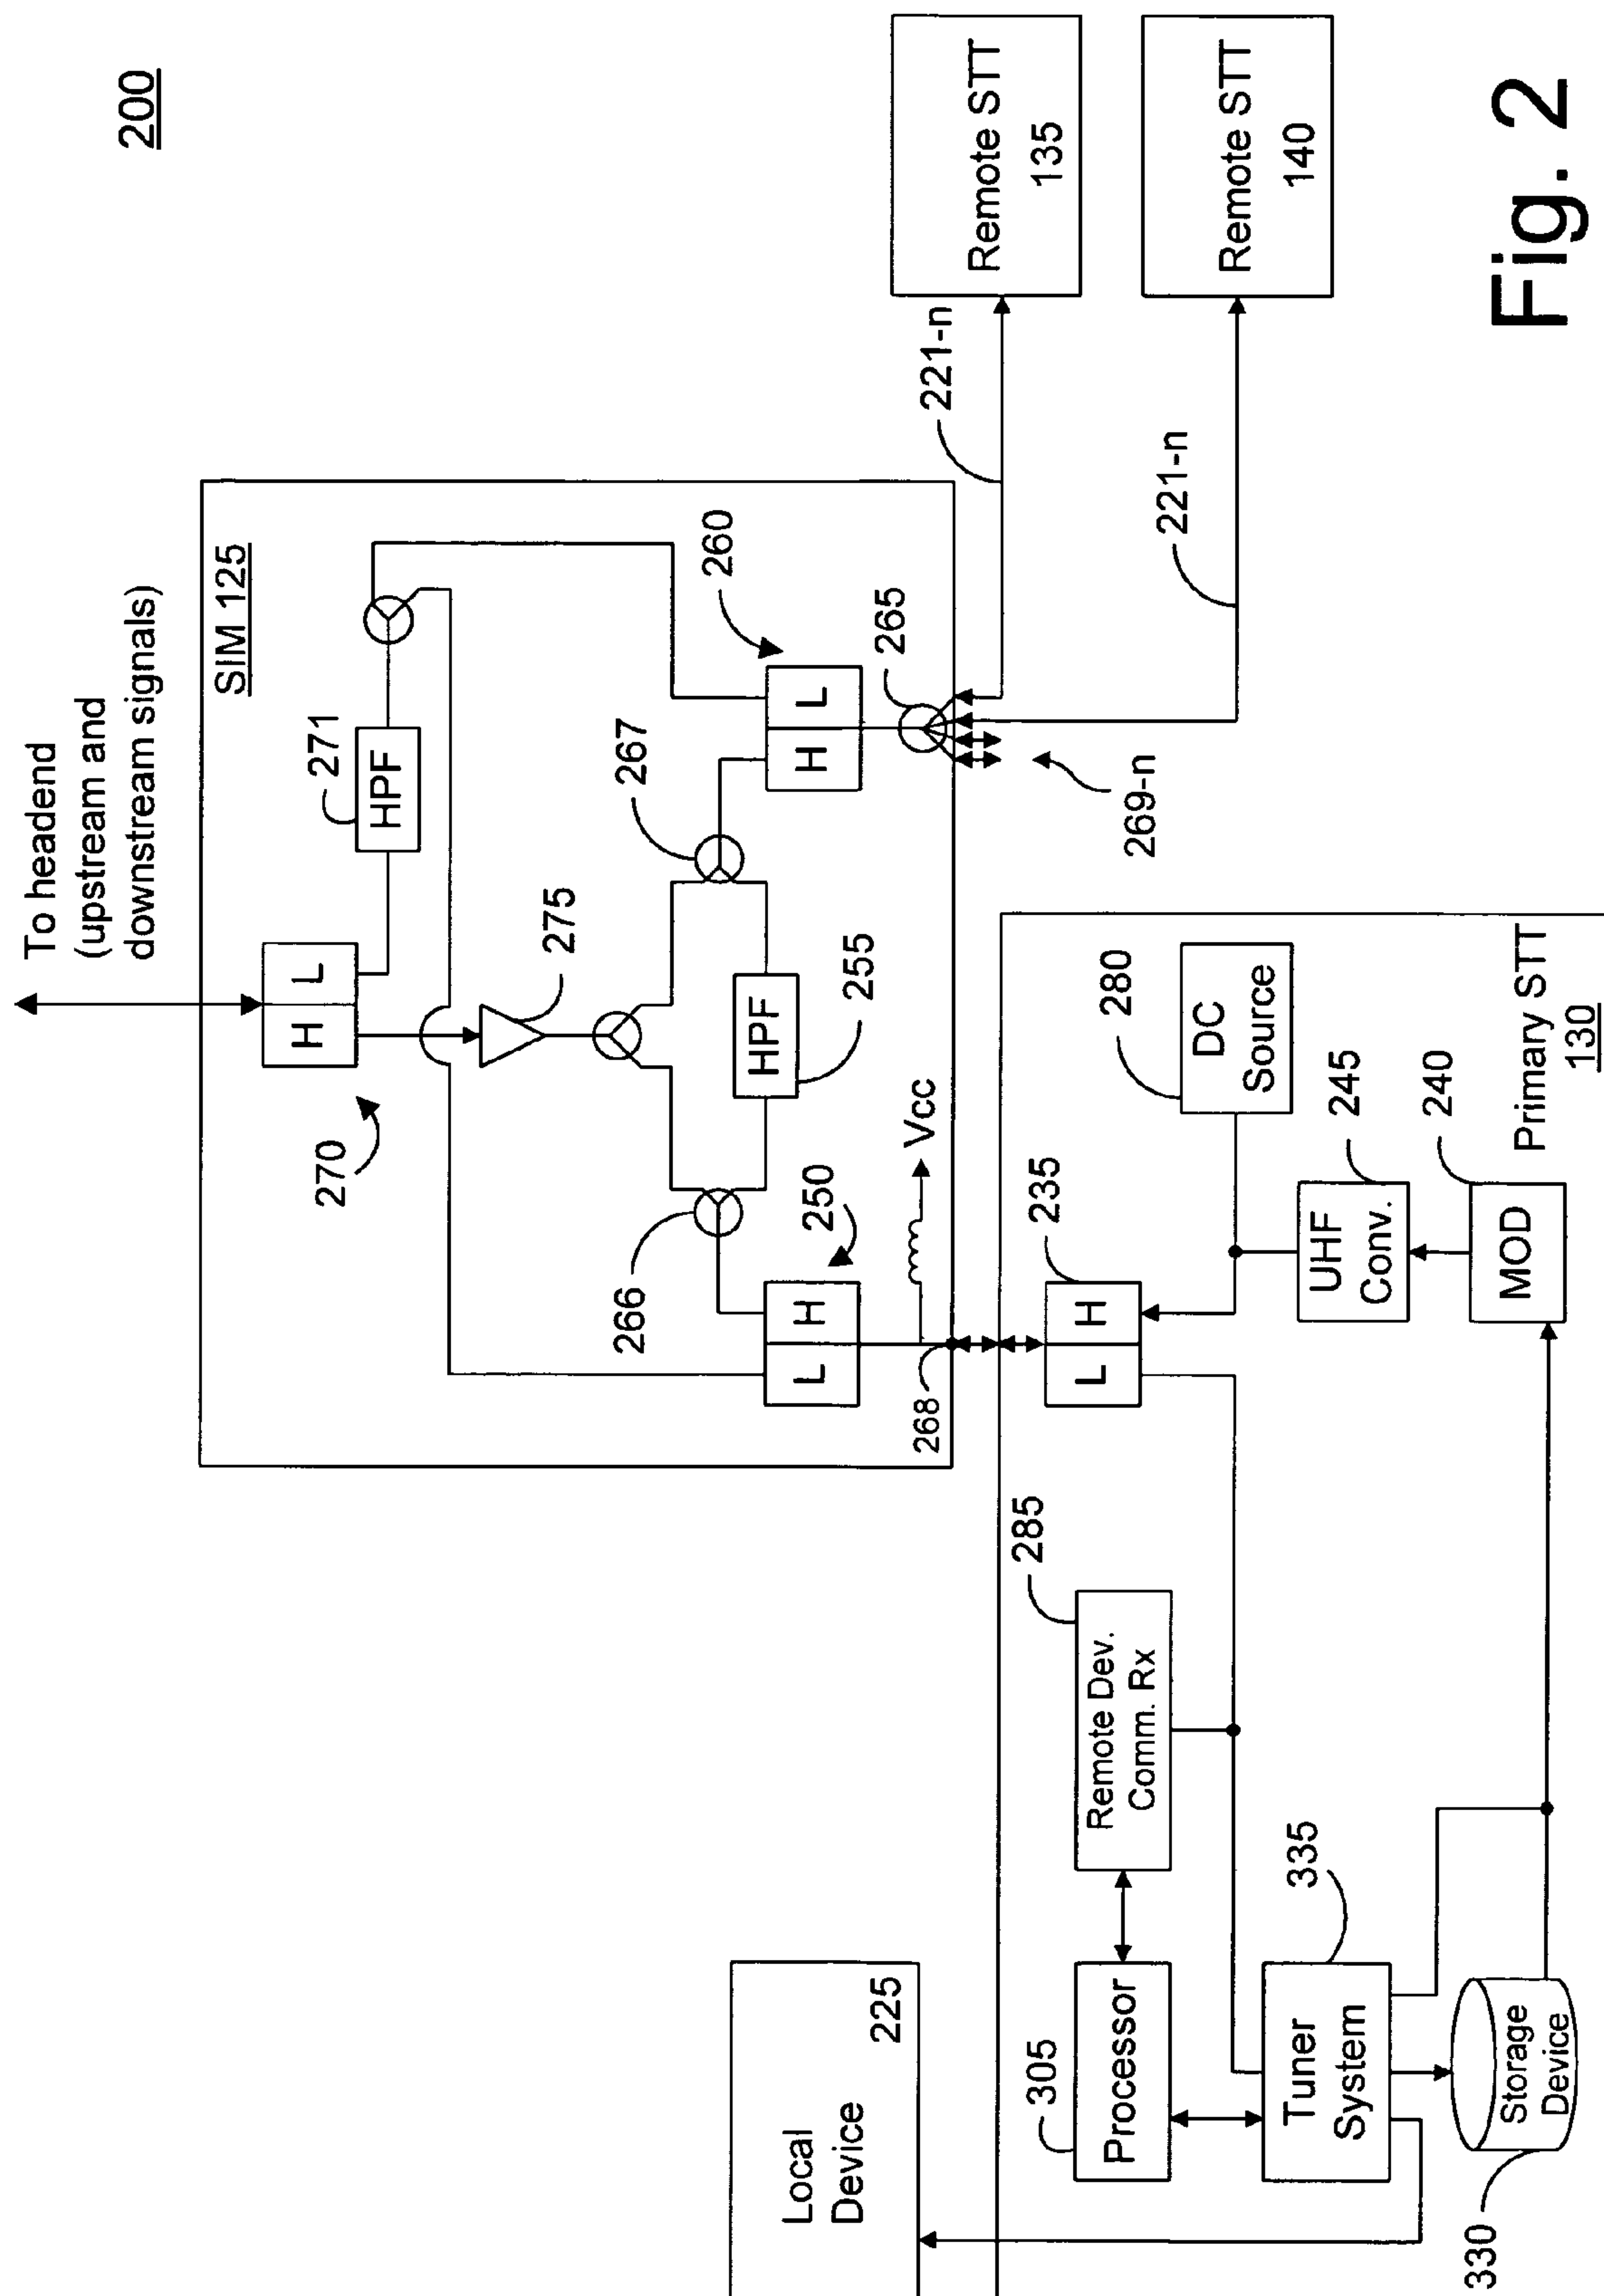 200
To headend
(upstream and
downstream signals)
SIM 125
H
L
271
HPF
270
275
267
260
HPF
255
266
250
L
H
H
L
265
Vcc
268
269-n
221-n
221-n
Remote STT
135
Remote STT
140
Local
Device
225
285
Remote Dev.
Comm. Rx
305
Processor
335
Tuner
System
Storage
Device
330
235
L
H
280
DC
Source
245
UHF
Conv.
240
MOD
Primary STT
130
Fig. 2